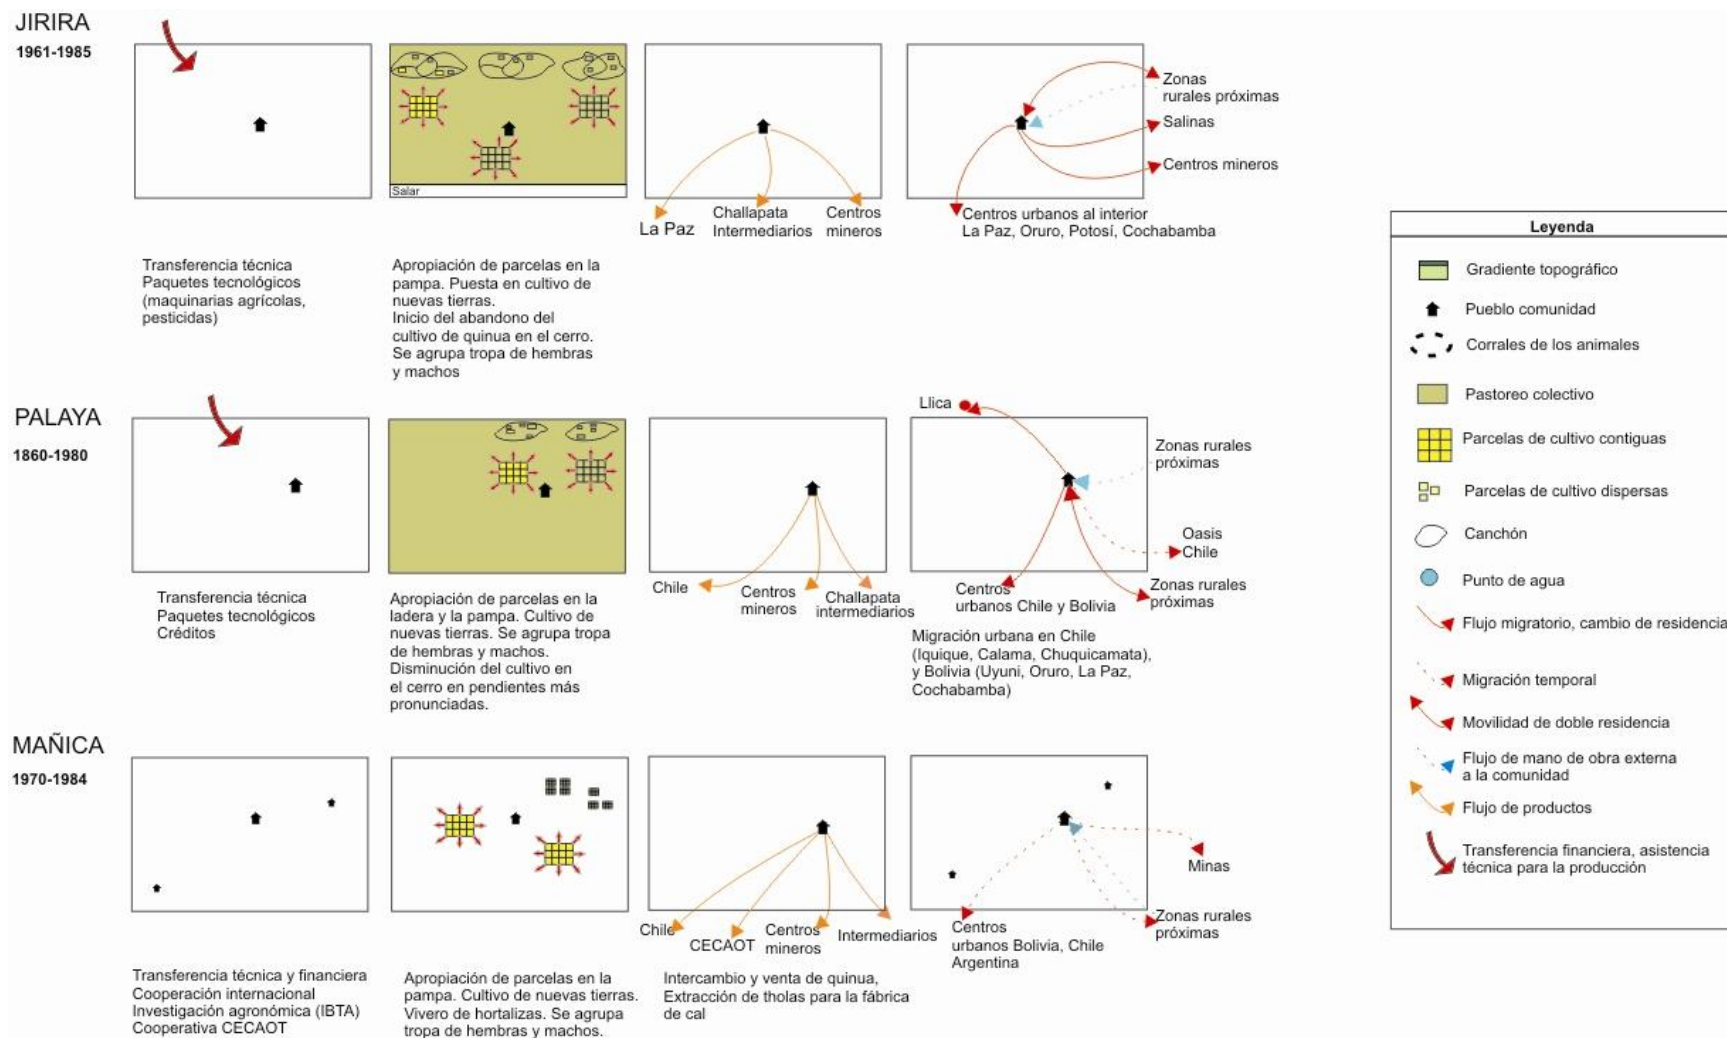 JIRIRA
1961-1985
Salar
La Paz
Challapata
Intermediarios
Centros
mineros
Zonas
rurales próximas
Salinas
Centros mineros
Centros urbanos al interior
La Paz, Oruro, Potosí, Cochabamba
Transferencia técnica
Paquetes tecnológicos
(maquinarias agrícolas,
pesticidas)
Apropiación de parcelas en la
pampa. Puesta en cultivo de
nuevas tierras.
Inicio del abandono del
cultivo de quinua en el cerro.
Se agrupa tropa de hembras
y machos
PALAYA
1860-1980
Llica
Zonas rurales
próximas
Oasis
Chile
Chile
Centros
mineros
Challapata
intermediarios
Centros
urbanos Chile y Bolivia
Zonas rurales
próximas
Transferencia técnica
Paquetes tecnológicos
Créditos
Apropiación de parcelas en la
ladera y la pampa. Cultivo de
nuevas tierras. Se agrupa tropa
de hembras y machos.
Disminución del cultivo en
el cerro en pendientes más
pronunciadas.
Migración urbana en Chile
(Iquique, Calama, Chuquicamata),
y Bolivia (Uyuni, Oruro, La Paz,
Cochabamba)
MAÑICA
1970-1984
Chile
CECAOT
Centros
mineros
Intermediarios
Minas
Centros
urbanos Bolivia, Chile
Argentina
Zonas rurales
próximas
Transferencia técnica y financiera
Cooperación internacional
Investigación agronómica (IBTA)
Cooperativa CECAOT
Apropiación de parcelas en la
pampa. Cultivo de nuevas tierras.
Vivero de hortalizas. Se agrupa
tropa de hembras y machos.
Intercambio y venta de quinua,
Extracción de tholas para la fábrica
de cal
Leyenda
Gradiente topográfico
Pueblo comunidad
Corrales de los animales
Pastoreo colectivo
Parcelas de cultivo contiguas
Parcelas de cultivo dispersas
Canchón
Punto de agua
Flujo migratorio, cambio de residencia
Migración temporal
Movilidad de doble residencia
Flujo de mano de obra externa
a la comunidad
Flujo de productos
Transferencia financiera, asistencia
técnica para la producción